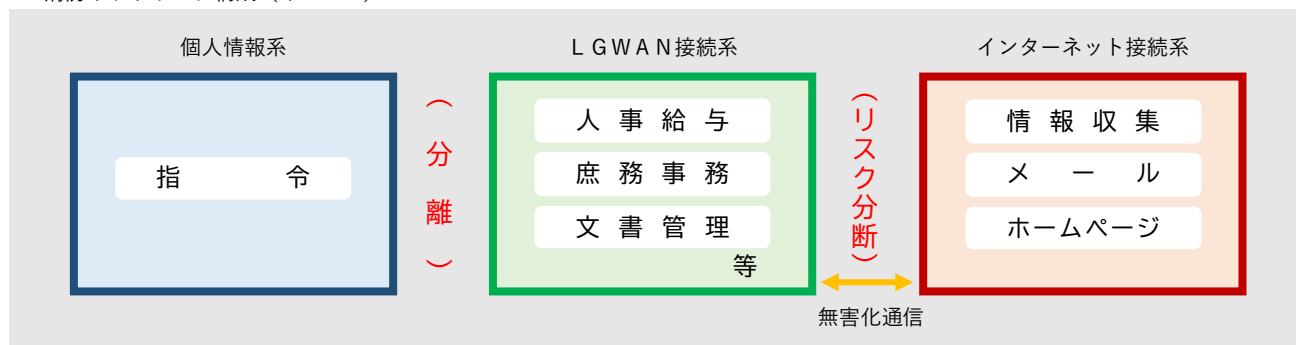 個人情報系
ＬＧＷＡＮ接続系
インターネット接続系
指令
（分離）
人事給与
庶務事務
文書管理
等
（リスク分断）
無害化通信
情報収集
メール
ホームページ